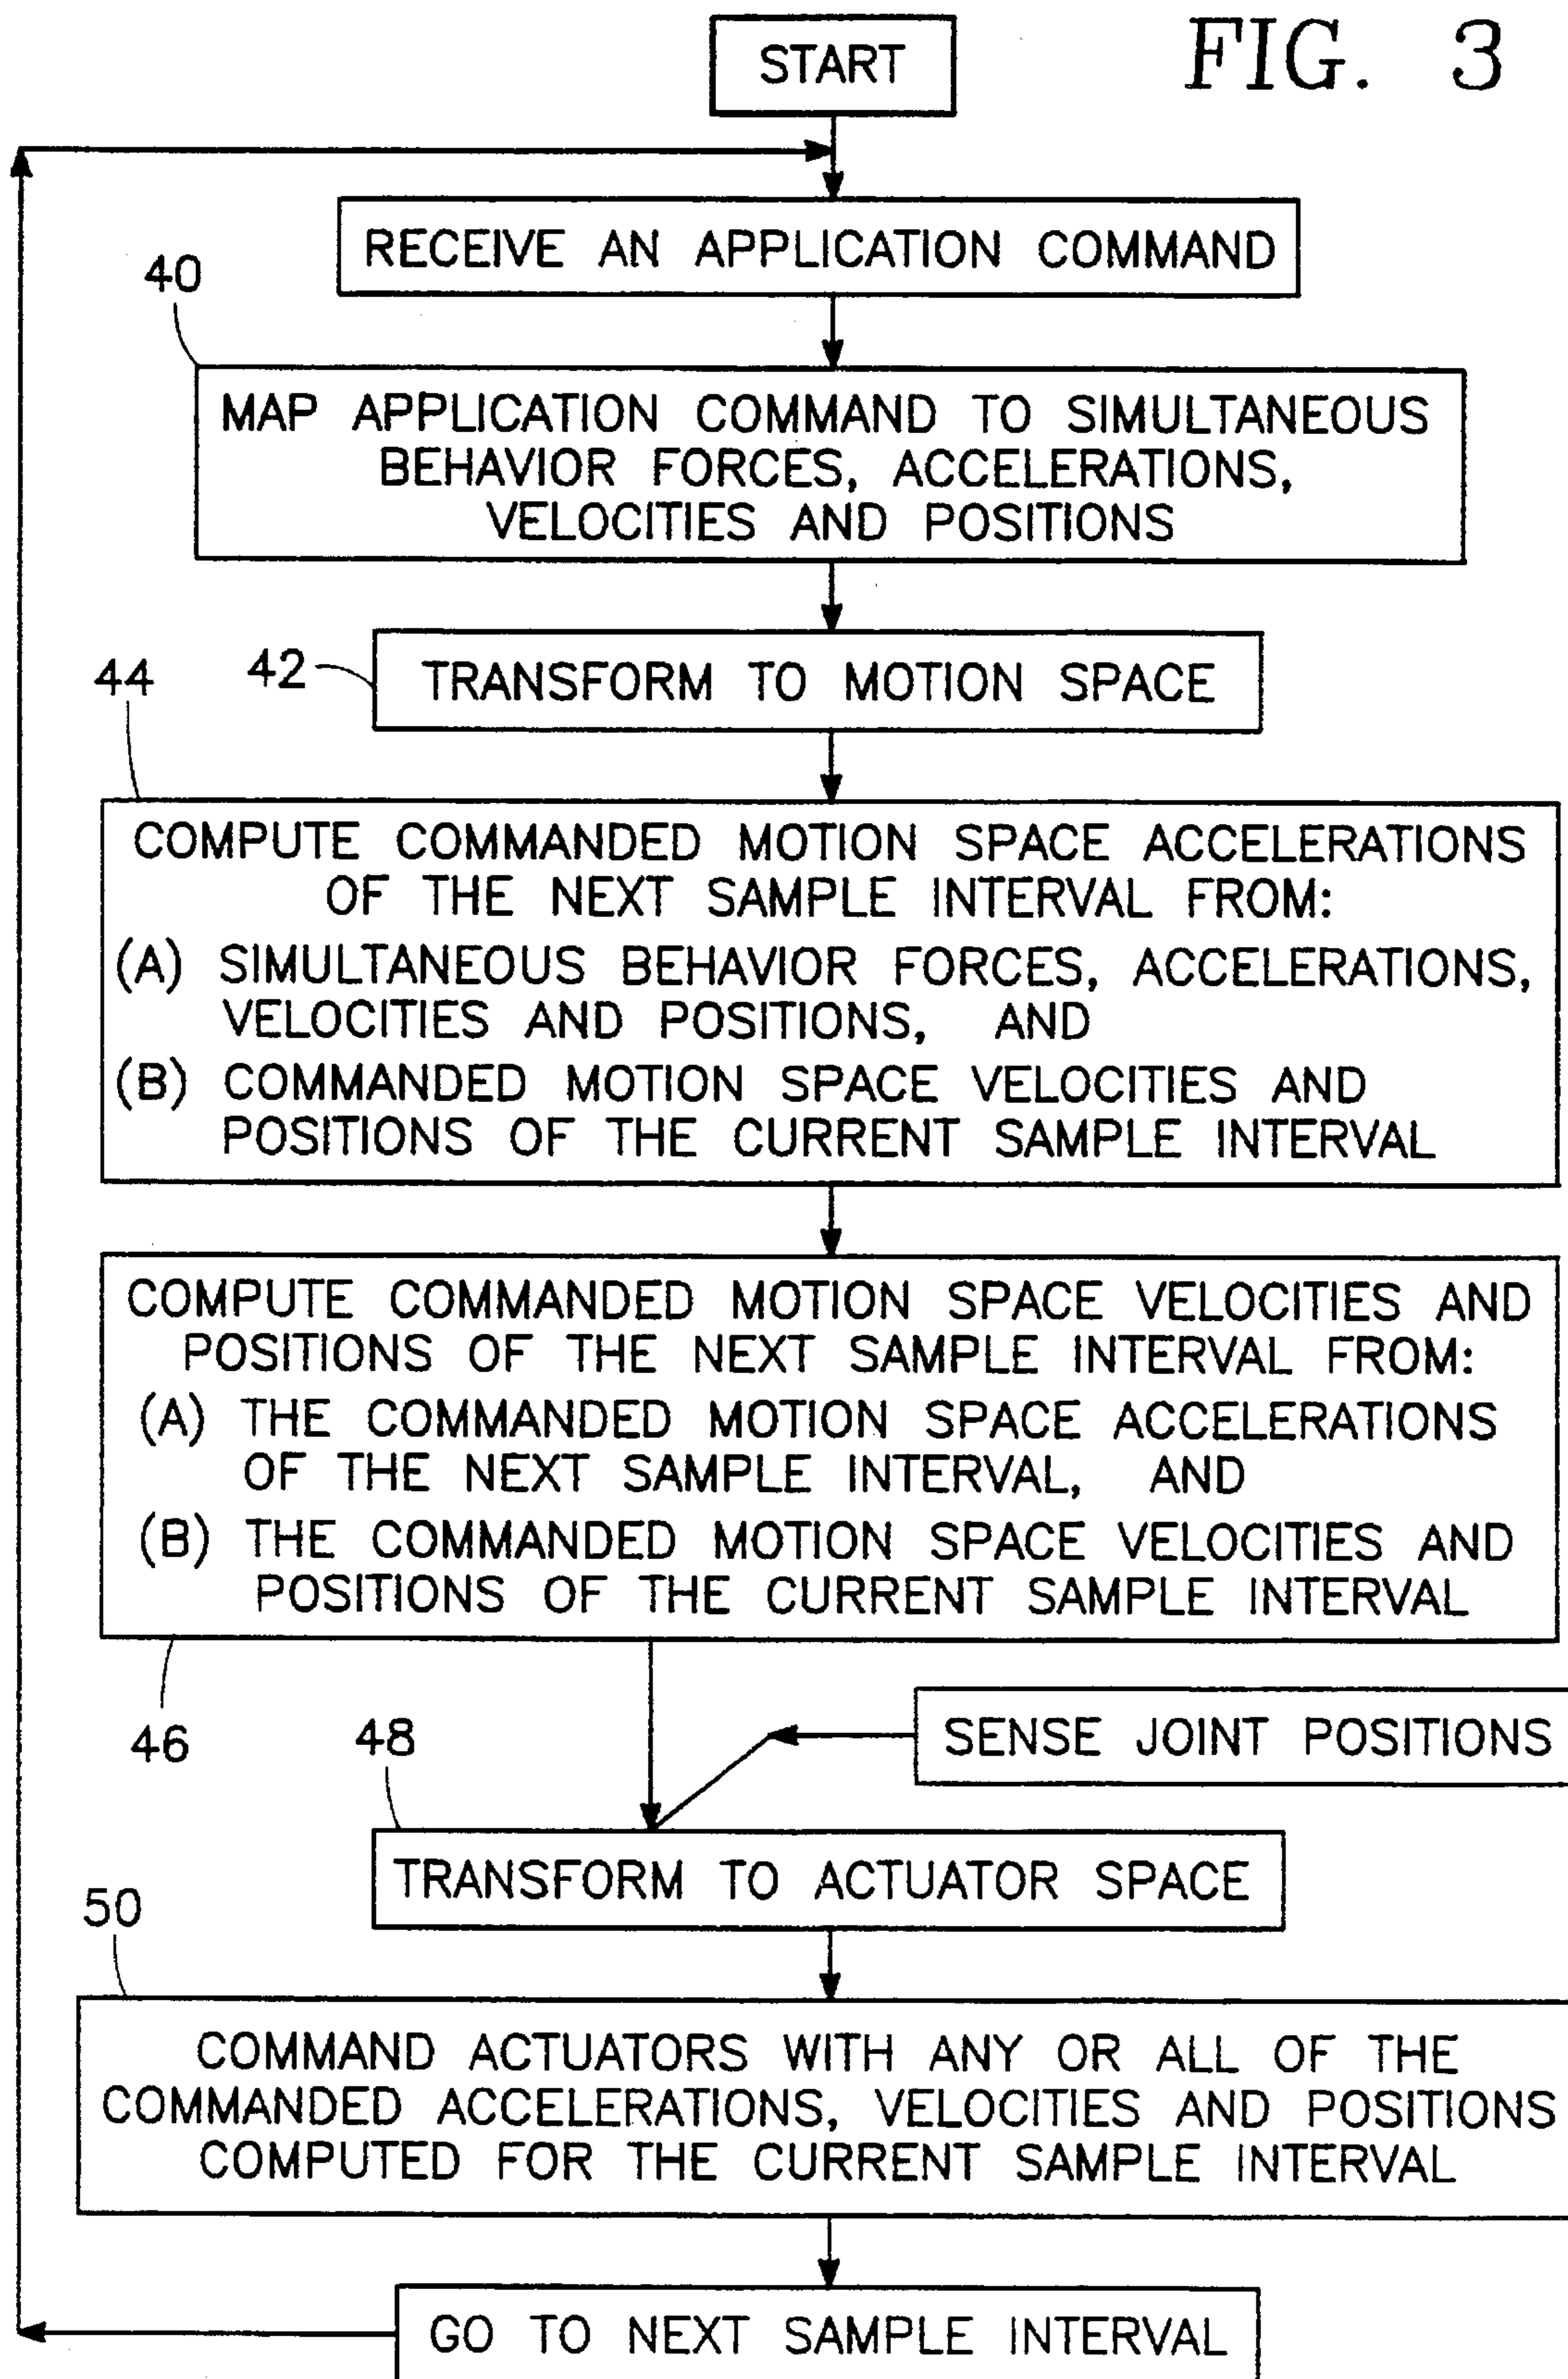 FIG. 3
START
RECEIVE AN APPLICATION COMMAND
40
MAP APPLICATION COMMAND TO SIMULTANEOUS
BEHAVIOR FORCES, ACCELERATIONS,
VELOCITIES AND POSITIONS
42
TRANSFORM TO MOTION SPACE
44
COMPUTE COMMANDED MOTION SPACE ACCELERATIONS
OF THE NEXT SAMPLE INTERVAL FROM:
(A) SIMULTANEOUS BEHAVIOR FORCES, ACCELERATIONS,
VELOCITIES AND POSITIONS, AND
(B) COMMANDED MOTION SPACE VELOCITIES AND
POSITIONS OF THE CURRENT SAMPLE INTERVAL
COMPUTE COMMANDED MOTION SPACE VELOCITIES AND
POSITIONS OF THE NEXT SAMPLE INTERVAL FROM:
(A) THE COMMANDED MOTION SPACE ACCELERATIONS
OF THE NEXT SAMPLE INTERVAL, AND
(B) THE COMMANDED MOTION SPACE VELOCITIES AND
POSITIONS OF THE CURRENT SAMPLE INTERVAL
46
SENSE JOINT POSITIONS
48
TRANSFORM TO ACTUATOR SPACE
50
COMMAND ACTUATORS WITH ANY OR ALL OF THE
COMMANDED ACCELERATIONS, VELOCITIES AND POSITIONS
COMPUTED FOR THE CURRENT SAMPLE INTERVAL
GO TO NEXT SAMPLE INTERVAL